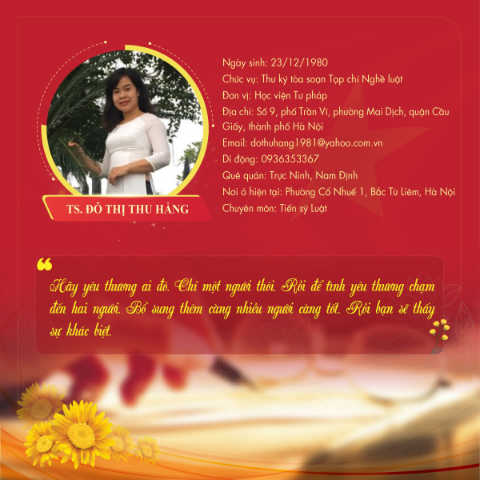 Ngày sinh: 23/12/1980
Chức vụ: Thư ký tòa soạn Tạp chí Nghề luật
Đơn vị: Học viện Tư pháp
Địa chỉ: Số 9, phố Trần Vĩ, phường Mai Dịch, quận Cầu
Giấy, thành phố Hà Nội
Email: dothuhang1981@yahoo.com.vn
Di động: 0936353367
Quê quán: Trực Ninh, Nam Định
Nơi ở hiện tại: Phường Cổ Nhuế 1, Bắc Từ Liêm, Hà Nội
Chuyên môn: Tiến sỹ Luật
TS. ĐỖ THỊ THU HẰNG
Hãy yêu thương ai đó. Chỉ một người thôi. Rồi để tình yêu thương chạm
đến hai người. Bổ sung thêm càng nhiều người càng tốt. Rồi bạn sẽ thấy
sự khác biệt.